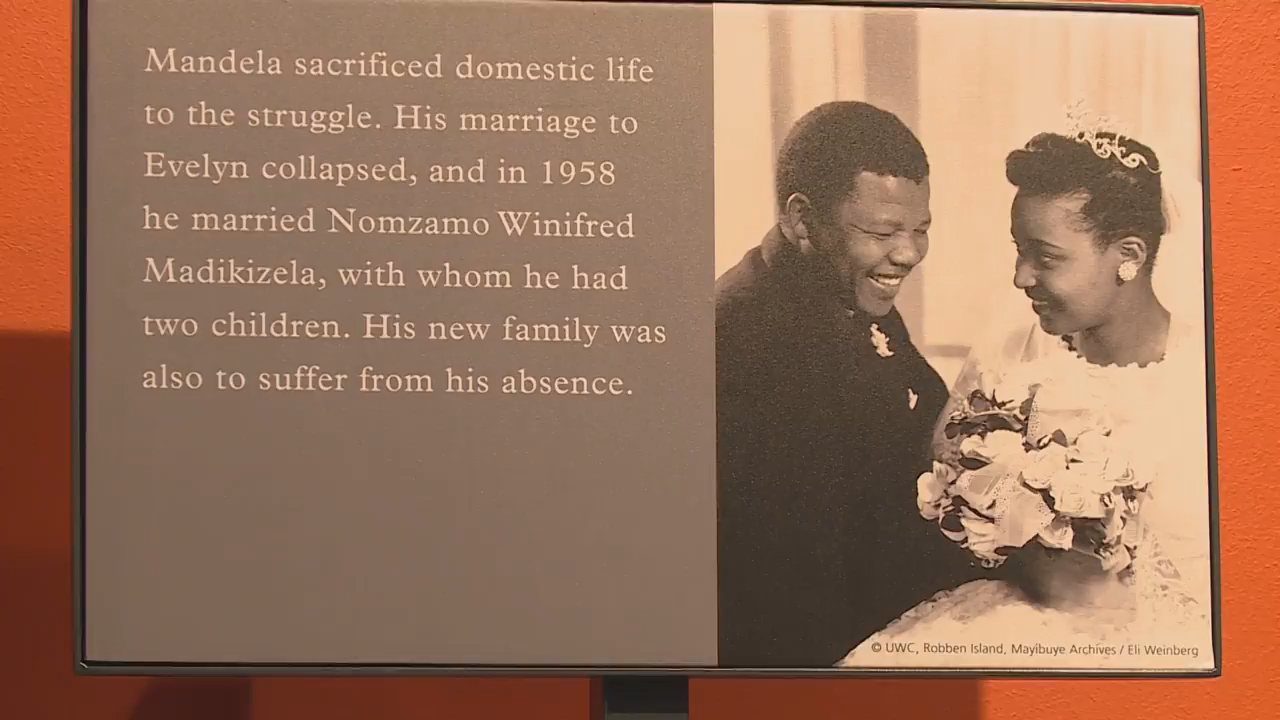 Mandela sacrificed domestic life
to the struggle. His marriage to
Evelyn collapsed, and in 1958
he married Nomzamo Winifred
Madikizela, with whom he had
two children. His new family was
also to suffer from his absence.
© UWC, Robben Island, Mayibuye Archives / Eli Weinberg